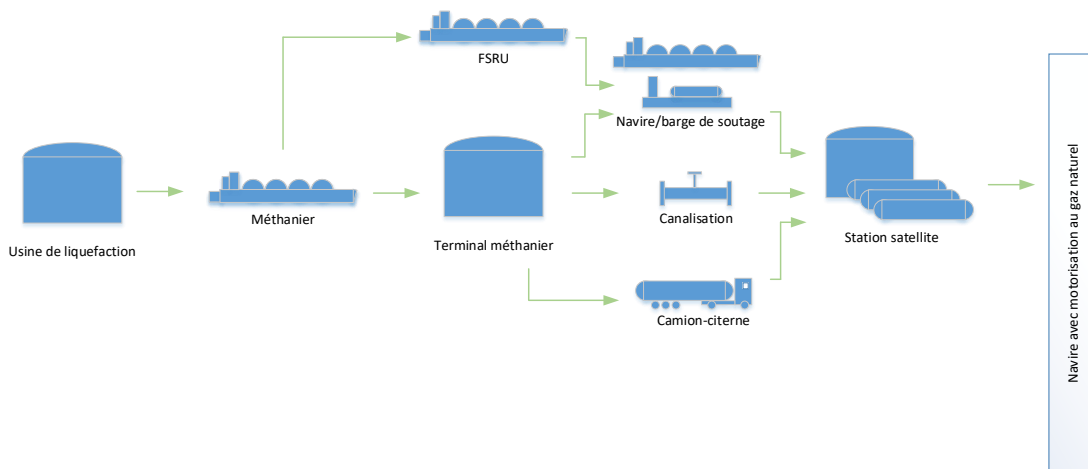 FSRU
Navire/barge de soutage
Usine de liquefaction
Méthanier
Terminal méthanier
Canalisation
Station satellite
Camion-citerne
Navire avec motorisation au gaz naturel